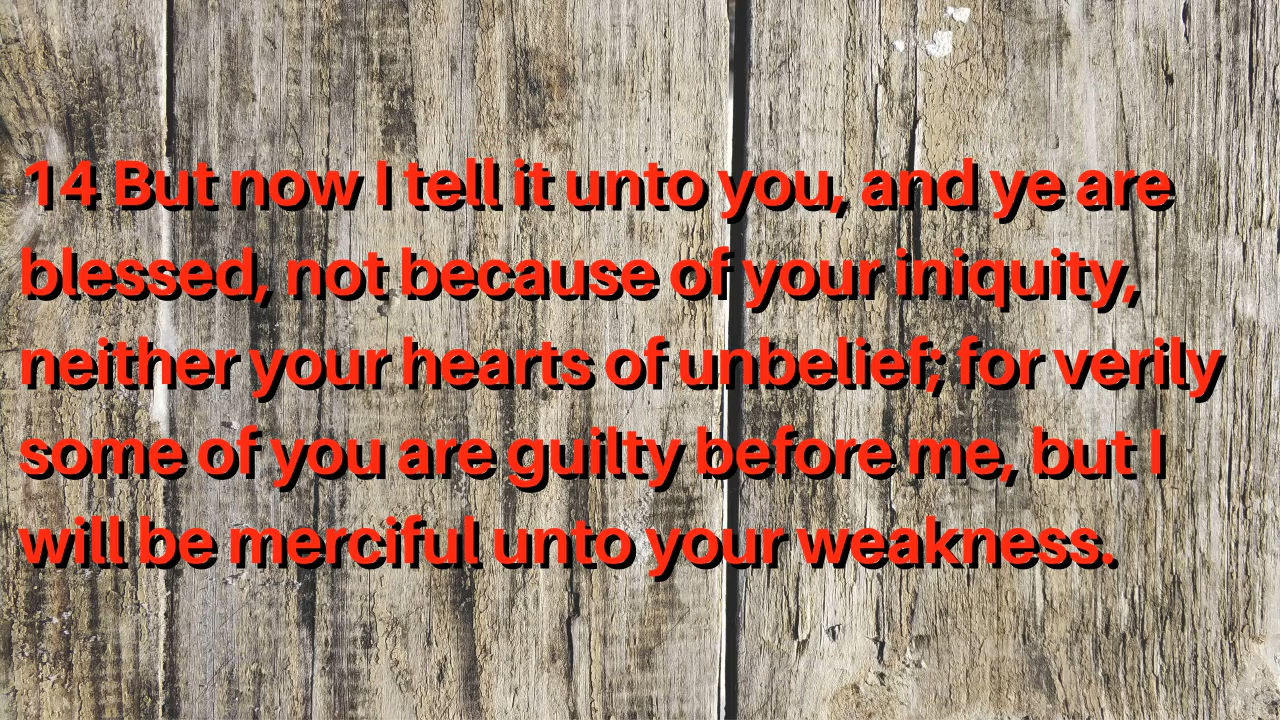 14 But now I tell it unto you, and ye are
blessed, not because of your iniquity,
neither your hearts of unbelief; for verily
some of you are guilty before me, but I
will be merciful unto your weakness.